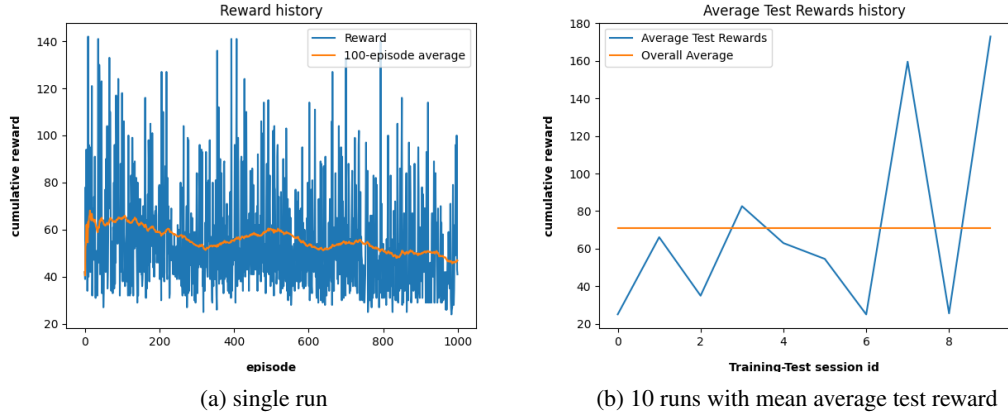 Reward history
140
120
100
80
60
40
20
cumulative reward
Reward
100-episode average
0
200
400
600
800
1000
episode
(a) single run
Average Test Rewards history
180
160
140
120
100
80
60
40
20
cumulative reward
Average Test Rewards
Overall Average
0
2
4
6
8
Training-Test session id
(b) 10 runs with mean average test reward